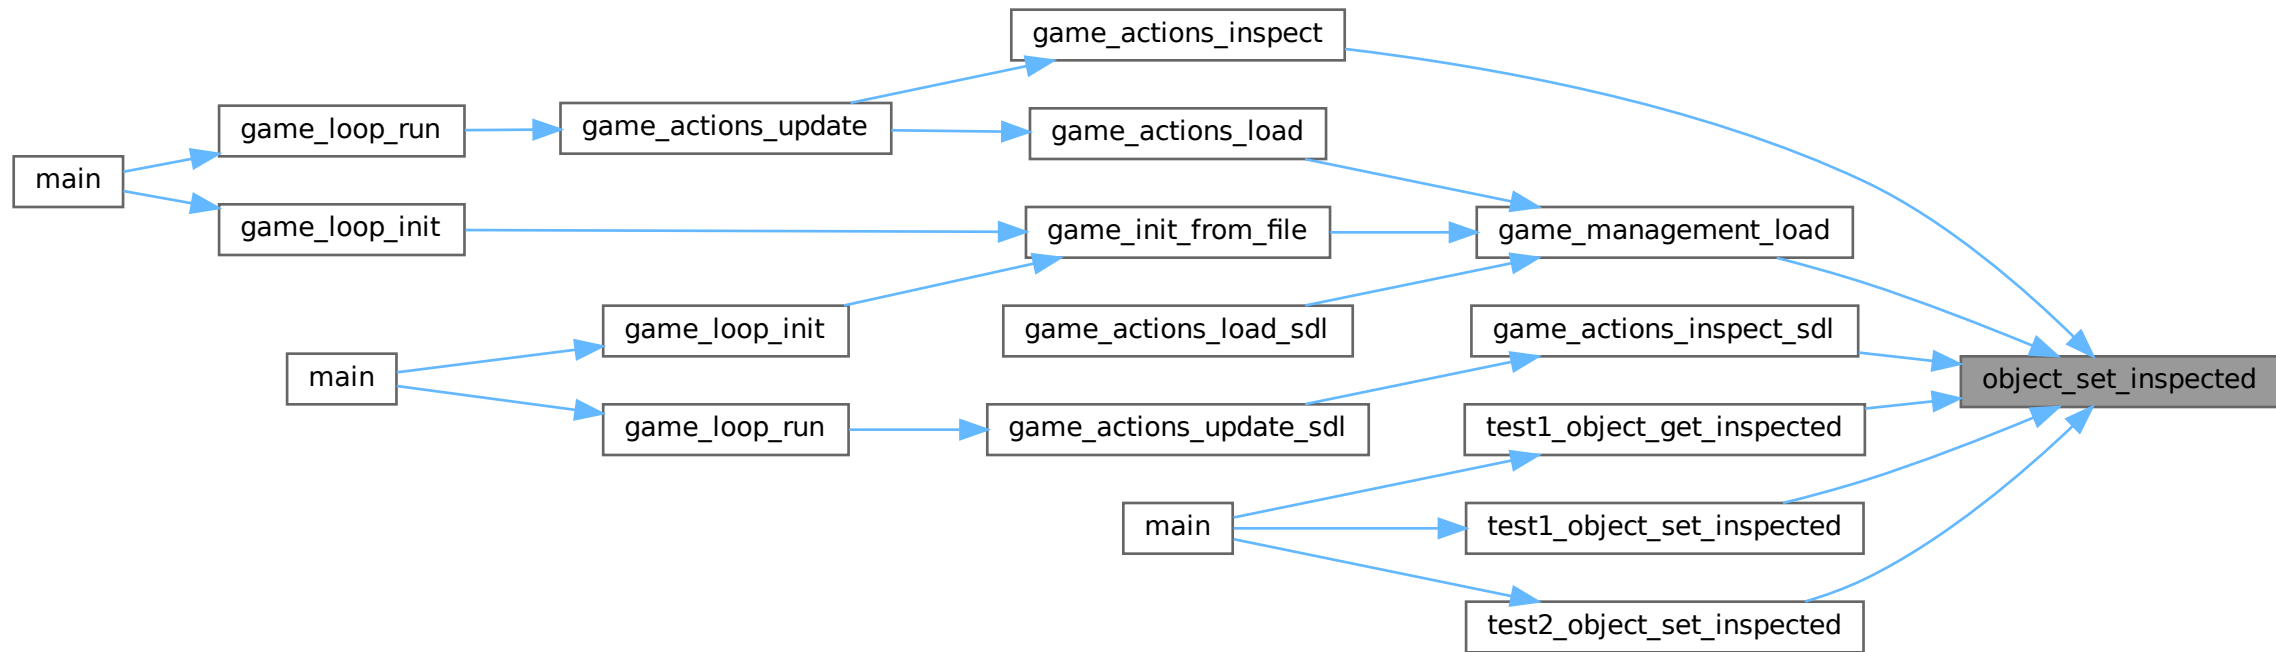 game_actions_inspect
game_loop_run
game_actions_update
game_actions_load
main
game_loop_init
game_init_from_file
game_management_load
game_loop_init
game_actions_load_sdl
game_actions_inspect_sdl
main
object_set_inspected
game_loop_run
game_actions_update_sdl
test1_object_get_inspected
main
test1_object_set_inspected
test2_object_set_inspected